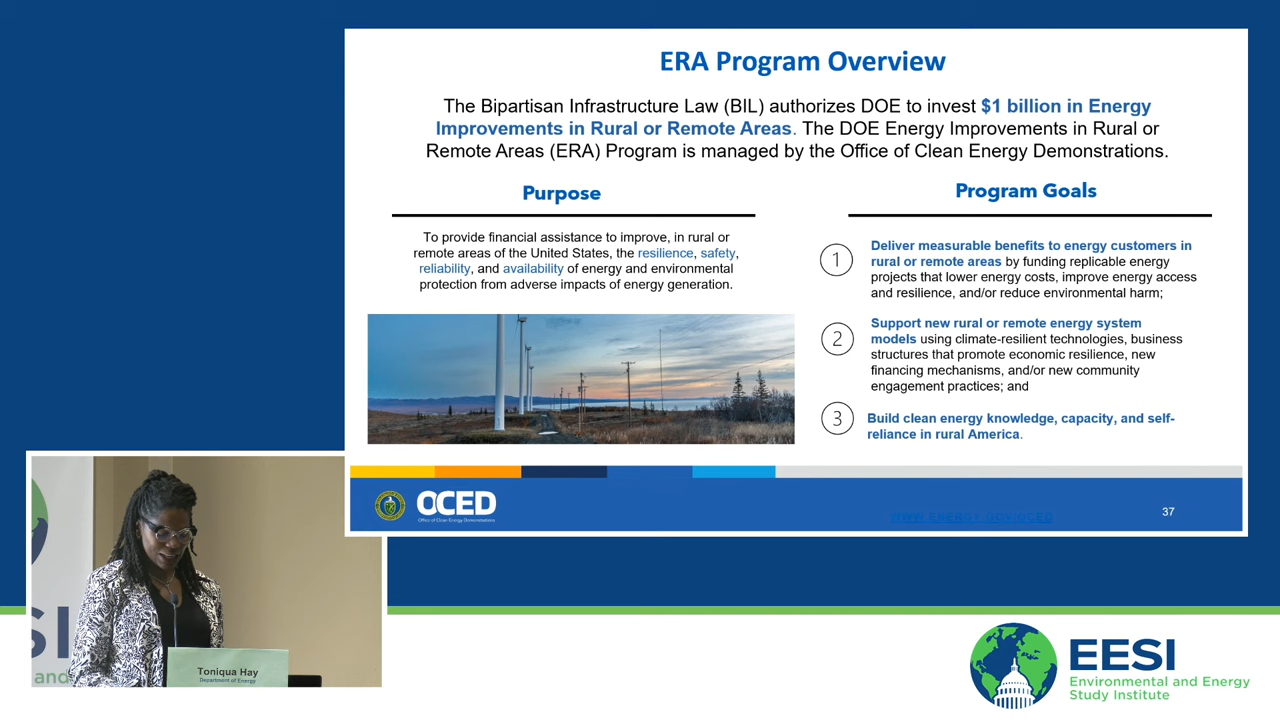 ERA Program Overview
The Bipartisan Infrastructure Law (BIL) authorizes DOE to invest $1 billion in Energy
Improvements in Rural or Remote Areas. The DOE Energy Improvements in Rural or
Remote Areas (ERA) Program is managed by the Office of Clean Energy Demonstrations.
Purpose
To provide financial assistance to improve, in rural or
remote areas of the United States, the resilience, safety,
reliability, and availability of energy and environmental
protection from adverse impacts of energy generation.
Program Goals
1
Deliver measurable benefits to energy customers in
rural or remote areas by funding replicable energy
projects that lower energy costs, improve energy access
and resilience, and/or reduce environmental harm;
2
Support new rural or remote energy system
models using climate-resilient technologies, business
structures that promote economic resilience, new
financing mechanisms, and/or new community
engagement practices; and
3
Build clean energy knowledge, capacity, and self-
reliance in rural America.
OCED
Office of Clean Energy Demonstrations
WWW.ENERGY.GOV/OCED
37
SI
and
Toniqua Hay
Department of Energy
EESI
Environmental and Energy
Study Institute